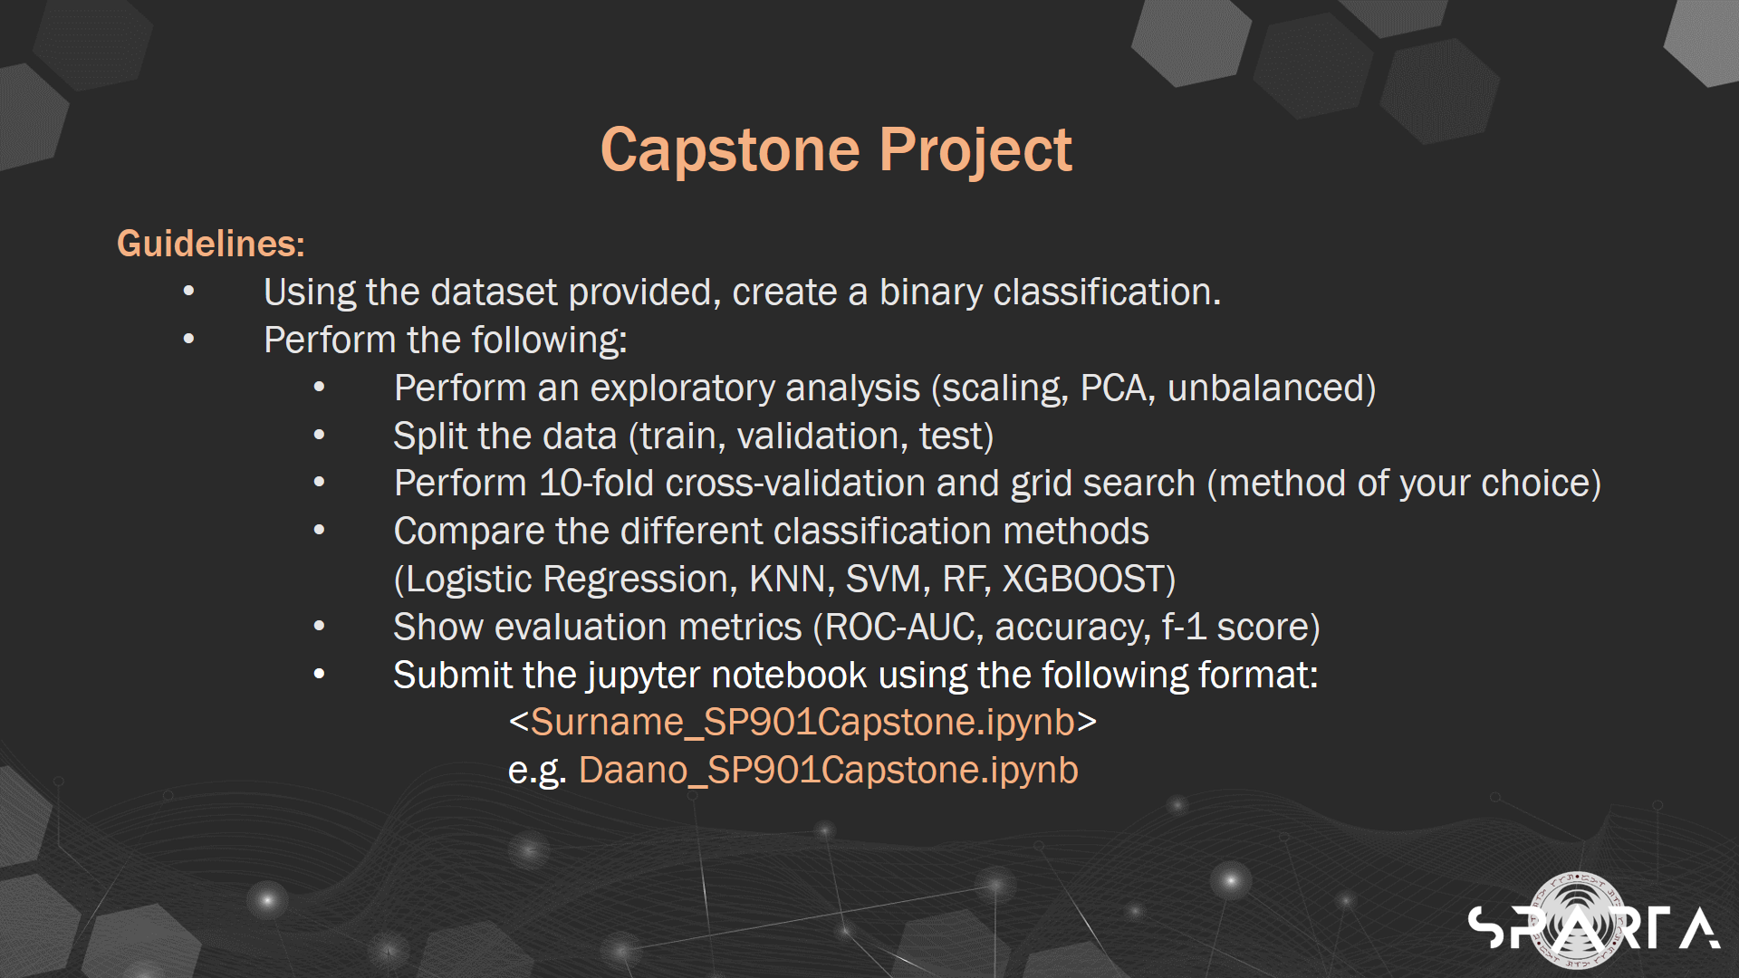 Capstone Project
Guidelines:
• Using the dataset provided, create a binary classification.
• Perform the following:
• Perform an exploratory analysis (scaling, PCA, unbalanced)
• Split the data (train, validation, test)
• Perform 10-fold cross-validation and grid search (method of your choice)
• Compare the different classification methods
(Logistic Regression, KNN, SVM, RF, XGBOOST)
• Show evaluation metrics (ROC-AUC, accuracy, f-1 score)
• Submit the jupyter notebook using the following format:
<Surname_SP901Capstone.ipynb>
e.g. Daano_SP901Capstone.ipynb
SPARTA